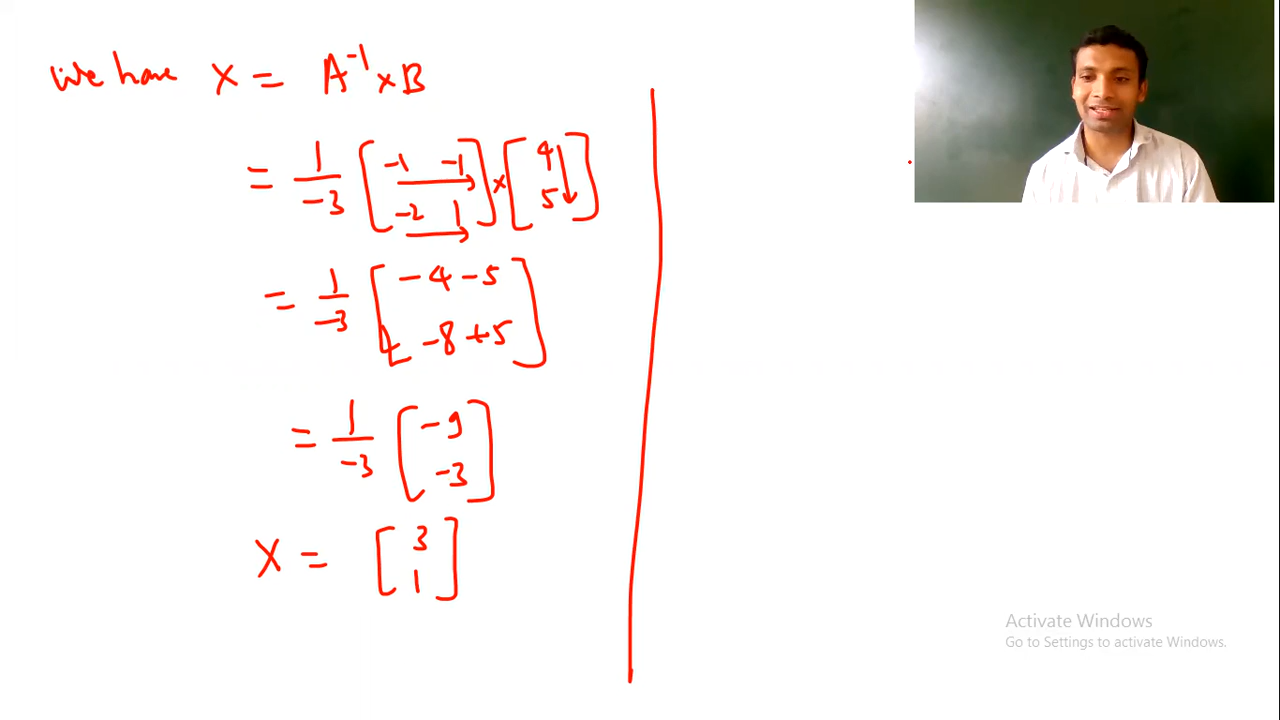 We have X = A⁻¹ × B
= 1/-3 [-1 -1; -2 1] × [4; 5]
= 1/-3 [-4-5; -8+5]
= 1/-3 [-9; -3]
X = [3; 1]
Activate Windows
Go to Settings to activate Windows.